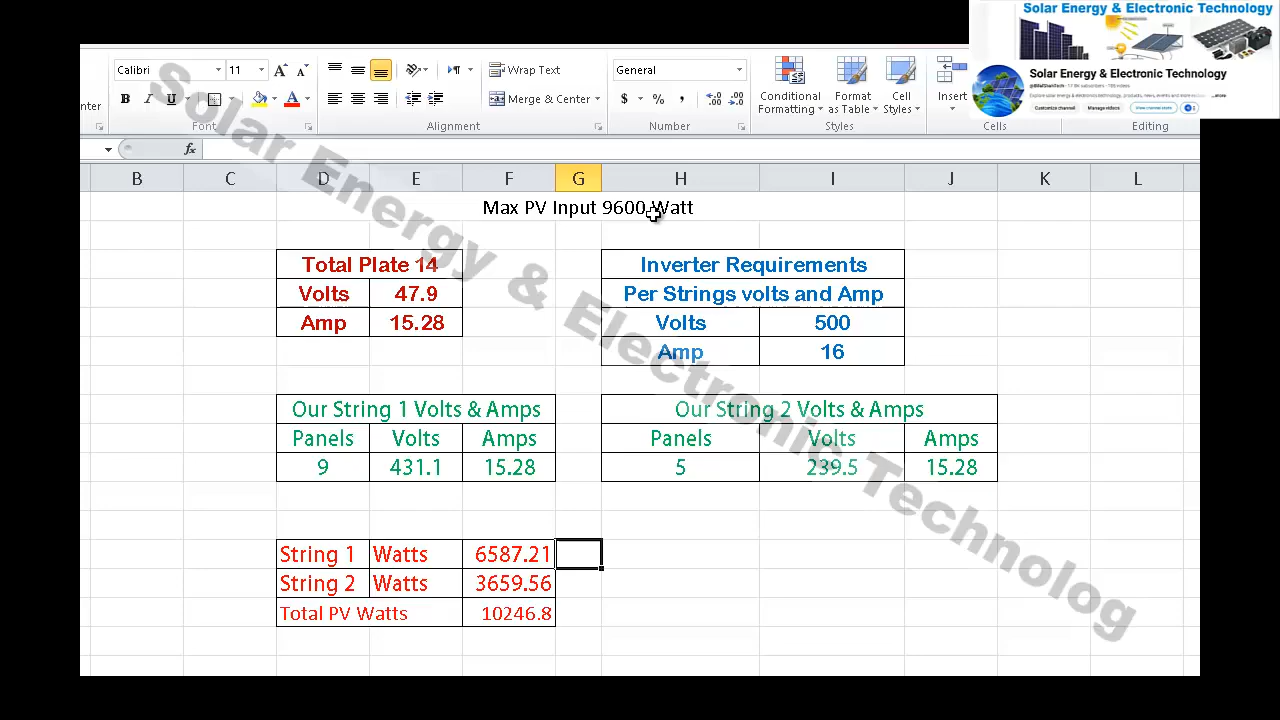 Solar Energy & Electronic Technology
Solar Energy & Electronic Technology
Customize channel Manage videos
Calibri 11 Wrap Text General
B I U Merge & Center $ % , Conditional Formatting Format as Table Cell Styles Insert
nter Font Alignment Number Styles Cells Editing
fx
B C D E F G H I J K L
Max PV Input 9600 Watt
Total Plate 14
Volts 47.9
Amp 15.28
Inverter Requirements
Per Strings volts and Amp
Volts 500
Amp 16
Our String 1 Volts & Amps
Panels Volts Amps
9 431.1 15.28
Our String 2 Volts & Amps
Panels Volts Amps
5 239.5 15.28
String 1 Watts 6587.21
String 2 Watts 3659.56
Total PV Watts 10246.8
Solar Energy & Electronic Technolog